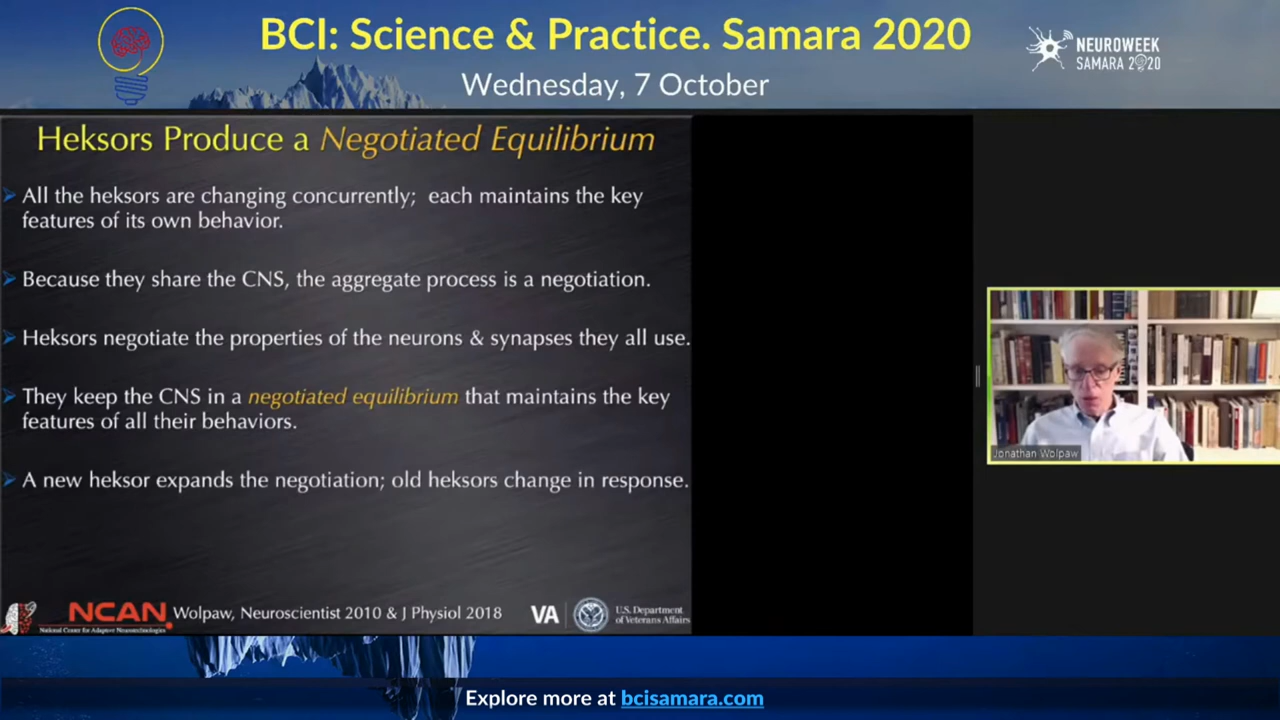 BCI: Science & Practice. Samara 2020
Wednesday, 7 October
NEUROWEEK
SAMARA 2020
Heksors Produce a Negotiated Equilibrium
All the heksors are changing concurrently; each maintains the key
features of its own behavior.
Because they share the CNS, the aggregate process is a negotiation.
Heksors negotiate the properties of the neurons & synapses they all use.
They keep the CNS in a negotiated equilibrium that maintains the key
features of all their behaviors.
A new heksor expands the negotiation; old heksors change in response.
NCAN
National Center for Adaptive Neurotechnologies
Wolpaw, Neuroscientist 2010 & J Physiol 2018
VA
U.S. Department
of Veterans Affairs
Jonathan Wolpaw
Explore more at bcisamara.com